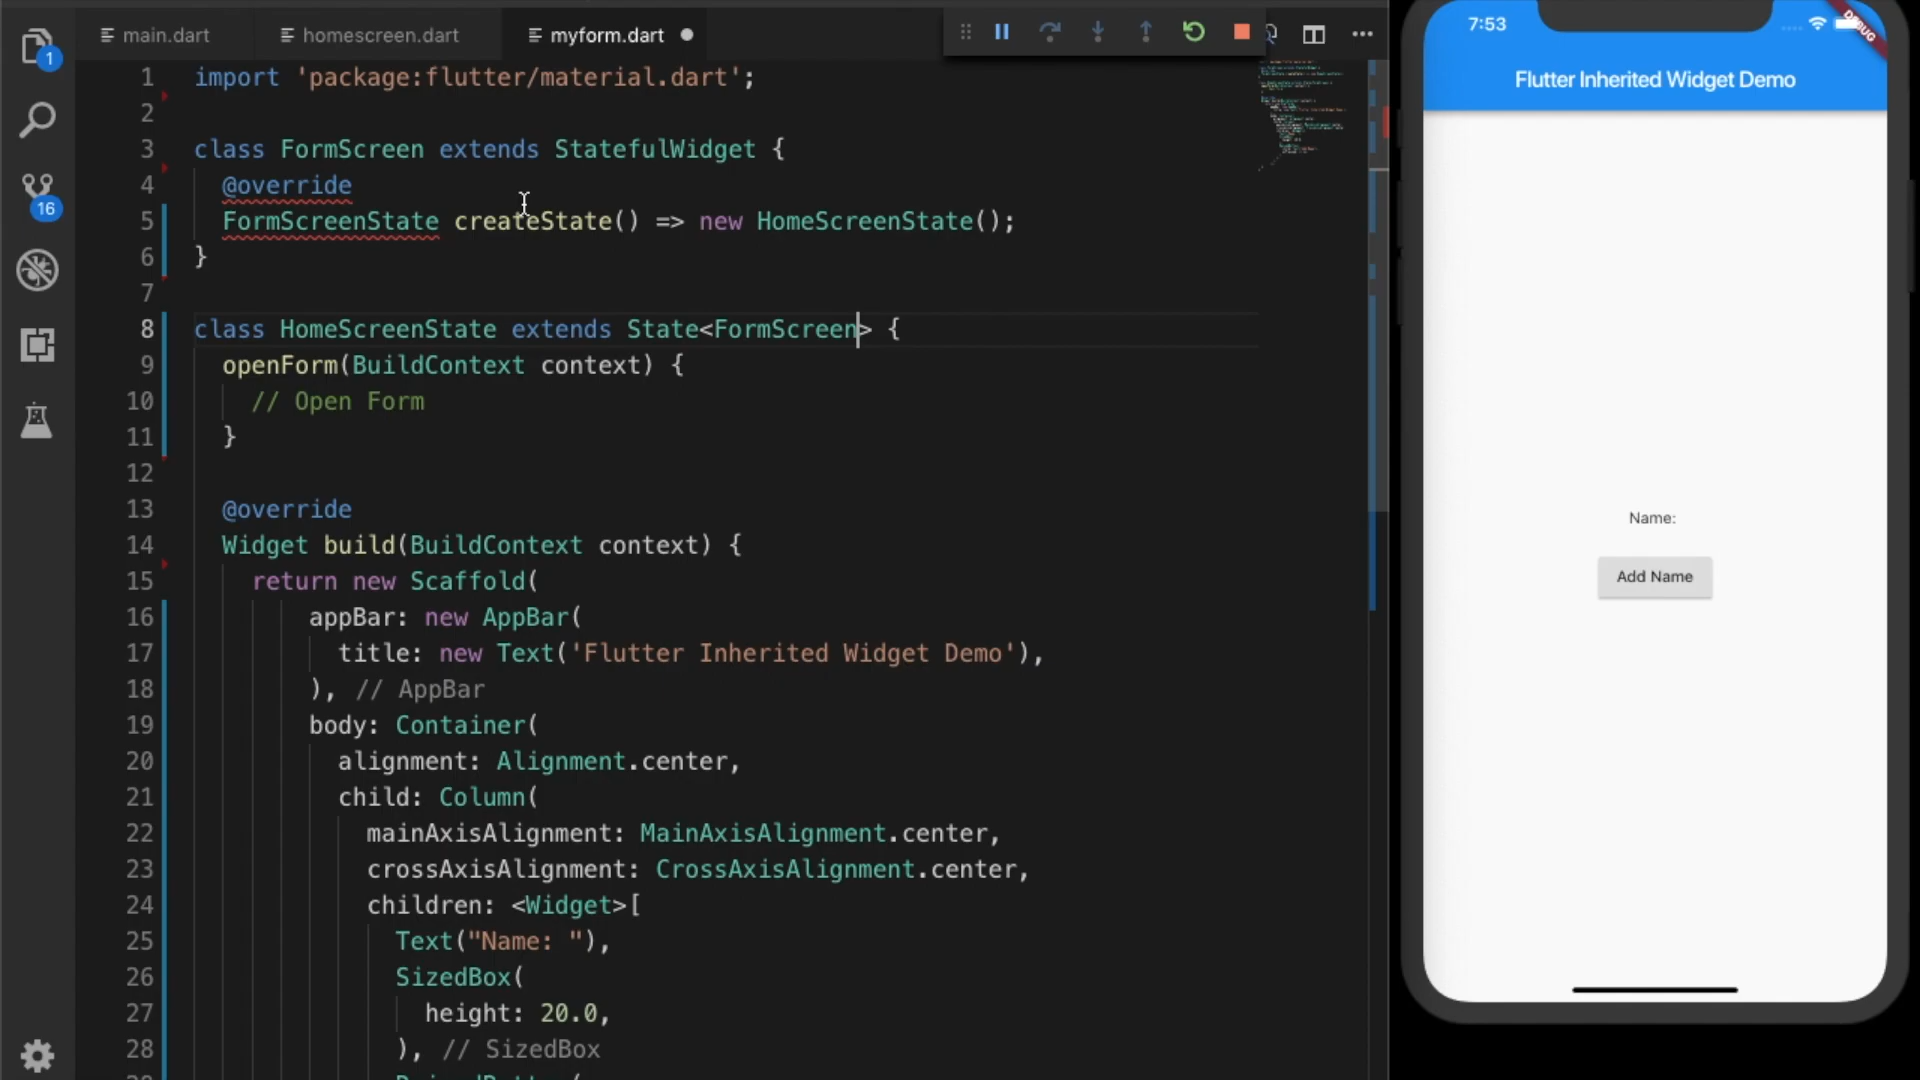 main.dart
homescreen.dart
myform.dart
1
16
1 import 'package:flutter/material.dart';
2
3 class FormScreen extends StatefulWidget {
4 @override
5 FormScreenState createState() => new HomeScreenState();
6 }
7
8 class HomeScreenState extends State<FormScreen> {
9 openForm(BuildContext context) {
10 // Open Form
11 }
12
13 @override
14 Widget build(BuildContext context) {
15 return new Scaffold(
16 appBar: new AppBar(
17 title: new Text('Flutter Inherited Widget Demo'),
18 ), // AppBar
19 body: Container(
20 alignment: Alignment.center,
21 child: Column(
22 mainAxisAlignment: MainAxisAlignment.center,
23 crossAxisAlignment: CrossAxisAlignment.center,
24 children: <Widget>[
25 Text("Name: "),
26 SizedBox(
27 height: 20.0,
28 ), // SizedBox
7:53
DEBUG
Flutter Inherited Widget Demo
Name:
Add Name